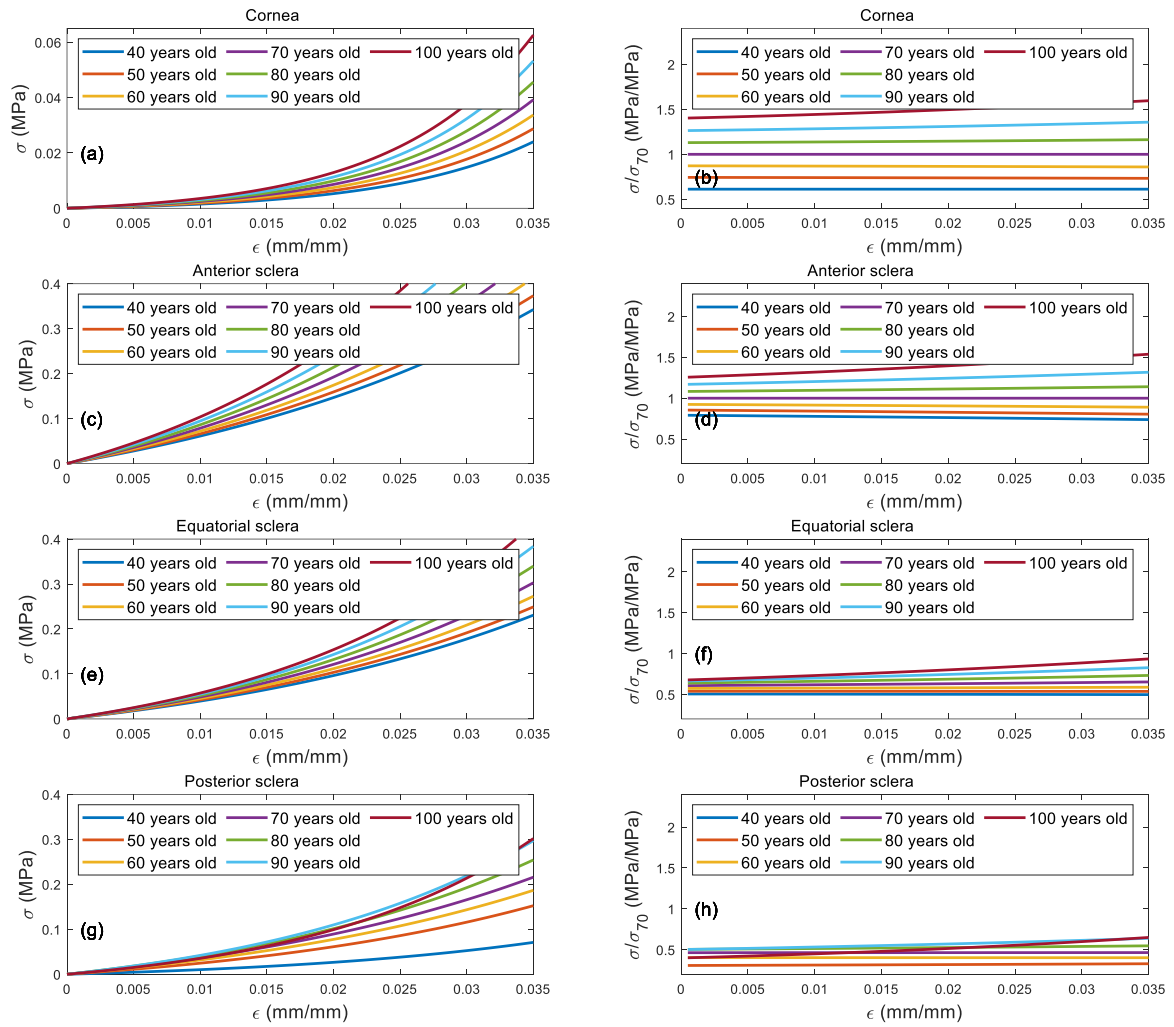 Cornea
40 years old 70 years old 100 years old
50 years old 80 years old
60 years old 90 years old
0.06
0.04
0.02
0
σ (MPa)
(a)
0 0.005 0.01 0.015 0.02 0.025 0.03 0.035
ϵ (mm/mm)
Cornea
40 years old 70 years old 100 years old
50 years old 80 years old
60 years old 90 years old
2
1.5
1
0.5
σ/σ70 (MPa/MPa)
(b)
0 0.005 0.01 0.015 0.02 0.025 0.03 0.035
ϵ (mm/mm)
Anterior sclera
40 years old 70 years old 100 years old
50 years old 80 years old
60 years old 90 years old
0.4
0.3
0.2
0.1
0
σ (MPa)
(c)
0 0.005 0.01 0.015 0.02 0.025 0.03 0.035
ϵ (mm/mm)
Anterior sclera
40 years old 70 years old 100 years old
50 years old 80 years old
60 years old 90 years old
2
1.5
1
0.5
σ/σ70 (MPa/MPa)
(d)
0 0.005 0.01 0.015 0.02 0.025 0.03 0.035
ϵ (mm/mm)
Equatorial sclera
40 years old 70 years old 100 years old
50 years old 80 years old
60 years old 90 years old
0.4
0.3
0.2
0.1
0
σ (MPa)
(e)
0 0.005 0.01 0.015 0.02 0.025 0.03 0.035
ϵ (mm/mm)
Equatorial sclera
40 years old 70 years old 100 years old
50 years old 80 years old
60 years old 90 years old
2
1.5
1
0.5
σ/σ70 (MPa/MPa)
(f)
0 0.005 0.01 0.015 0.02 0.025 0.03 0.035
ϵ (mm/mm)
Posterior sclera
40 years old 70 years old 100 years old
50 years old 80 years old
60 years old 90 years old
0.4
0.3
0.2
0.1
0
σ (MPa)
(g)
0 0.005 0.01 0.015 0.02 0.025 0.03 0.035
ϵ (mm/mm)
Posterior sclera
40 years old 70 years old 100 years old
50 years old 80 years old
60 years old 90 years old
2
1.5
1
0.5
σ/σ70 (MPa/MPa)
(h)
0 0.005 0.01 0.015 0.02 0.025 0.03 0.035
ϵ (mm/mm)